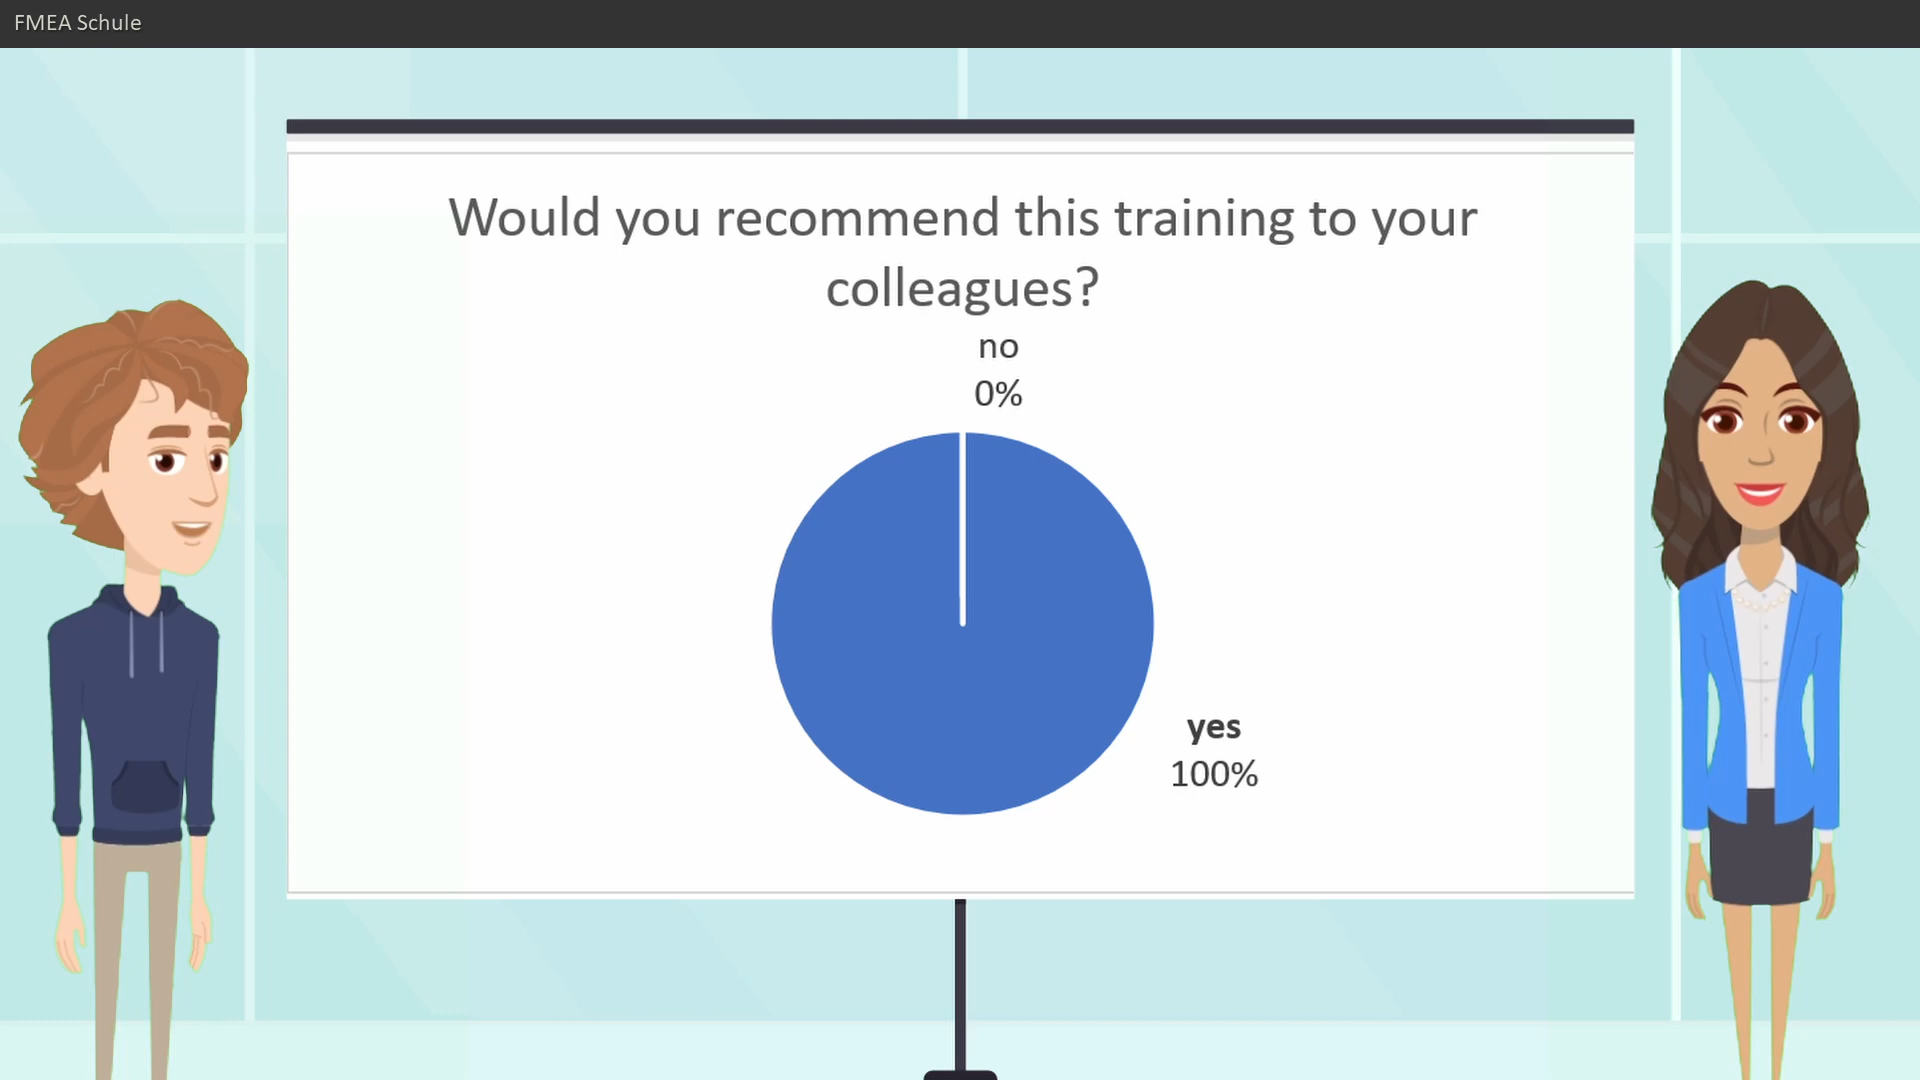 FMEA Schule
Would you recommend this training to your
colleagues?
no
0%
yes
100%